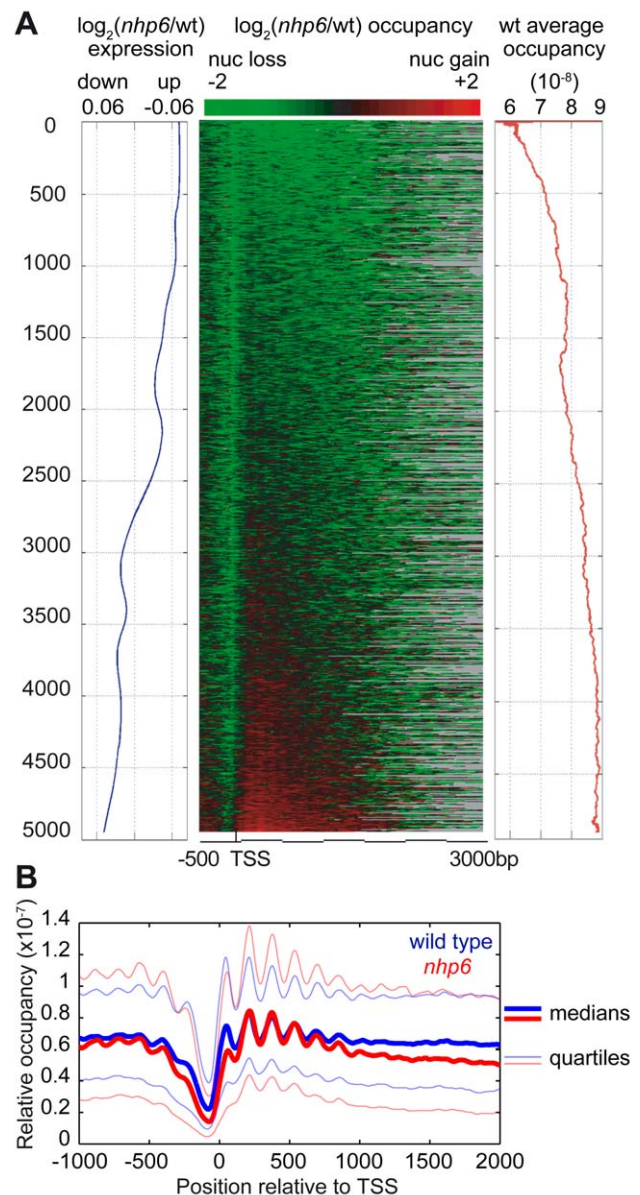 A
log₂(nhp6/wt) expression
down up
0.06 -0.06
log₂(nhp6/wt) occupancy
nuc loss nuc gain
-2 +2
wt average occupancy
(10⁻⁸)
6 7 8 9
0
500
1000
1500
2000
2500
3000
3500
4000
4500
5000
-500 TSS 3000bp
B
Relative occupancy (x10⁻⁷)
1.4
1.2
1
0.8
0.6
0.4
0.2
0
wild type
nhp6
medians
quartiles
-1000 -500 0 500 1000 1500 2000
Position relative to TSS